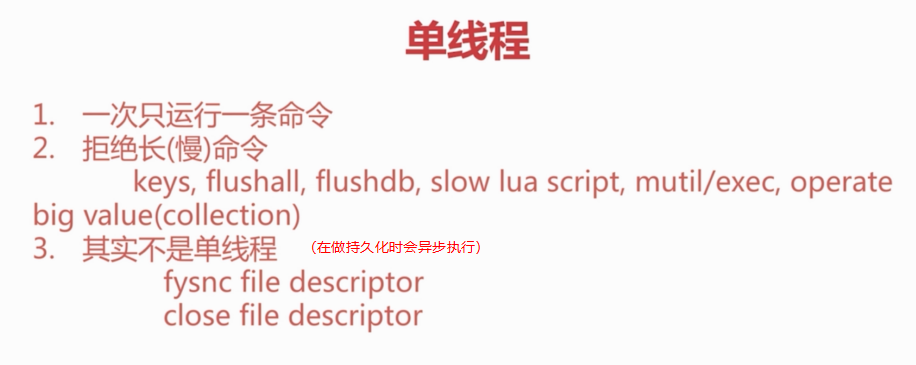 单线程
1. 一次只运行一条命令
2. 拒绝长(慢)命令
keys, flushall, flushdb, slow lua script, mutil/exec, operate
big value(collection)
3. 其实不是单线程 （在做持久化时会异步执行）
fysnc file descriptor
close file descriptor